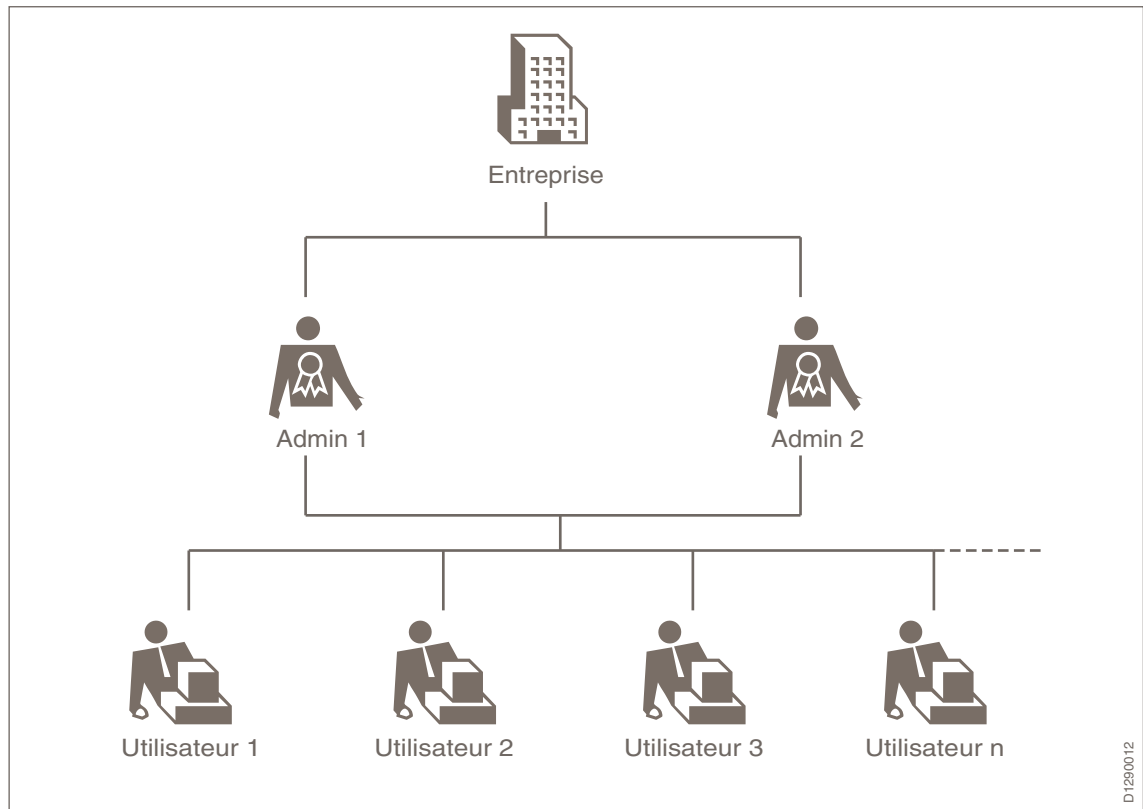 Entreprise
Admin 1
Admin 2
Utilisateur 1
Utilisateur 2
Utilisateur 3
Utilisateur n
D1290012